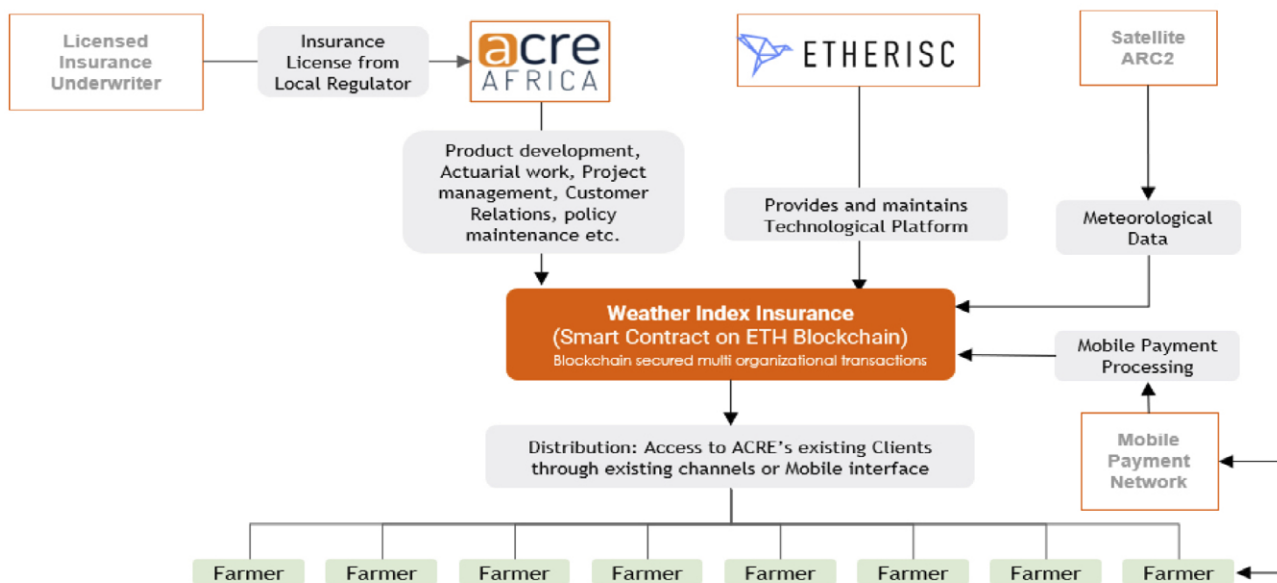 Licensed
Insurance
Underwriter
Insurance
License from
Local Regulator
acre
AFRICA
ETHERISC
Satellite
ARC2
Product development,
Actuarial work, Project
management, Customer
Relations, policy
maintenance etc.
Provides and maintains
Technological Platform
Meteorological
Data
Weather Index Insurance
(Smart Contract on ETH Blockchain)
Blockchain secured multi organizational transactions
Mobile Payment
Processing
Distribution: Access to ACRE's existing Clients
through existing channels or Mobile interface
Mobile
Payment
Network
Farmer Farmer Farmer Farmer Farmer Farmer Farmer Farmer